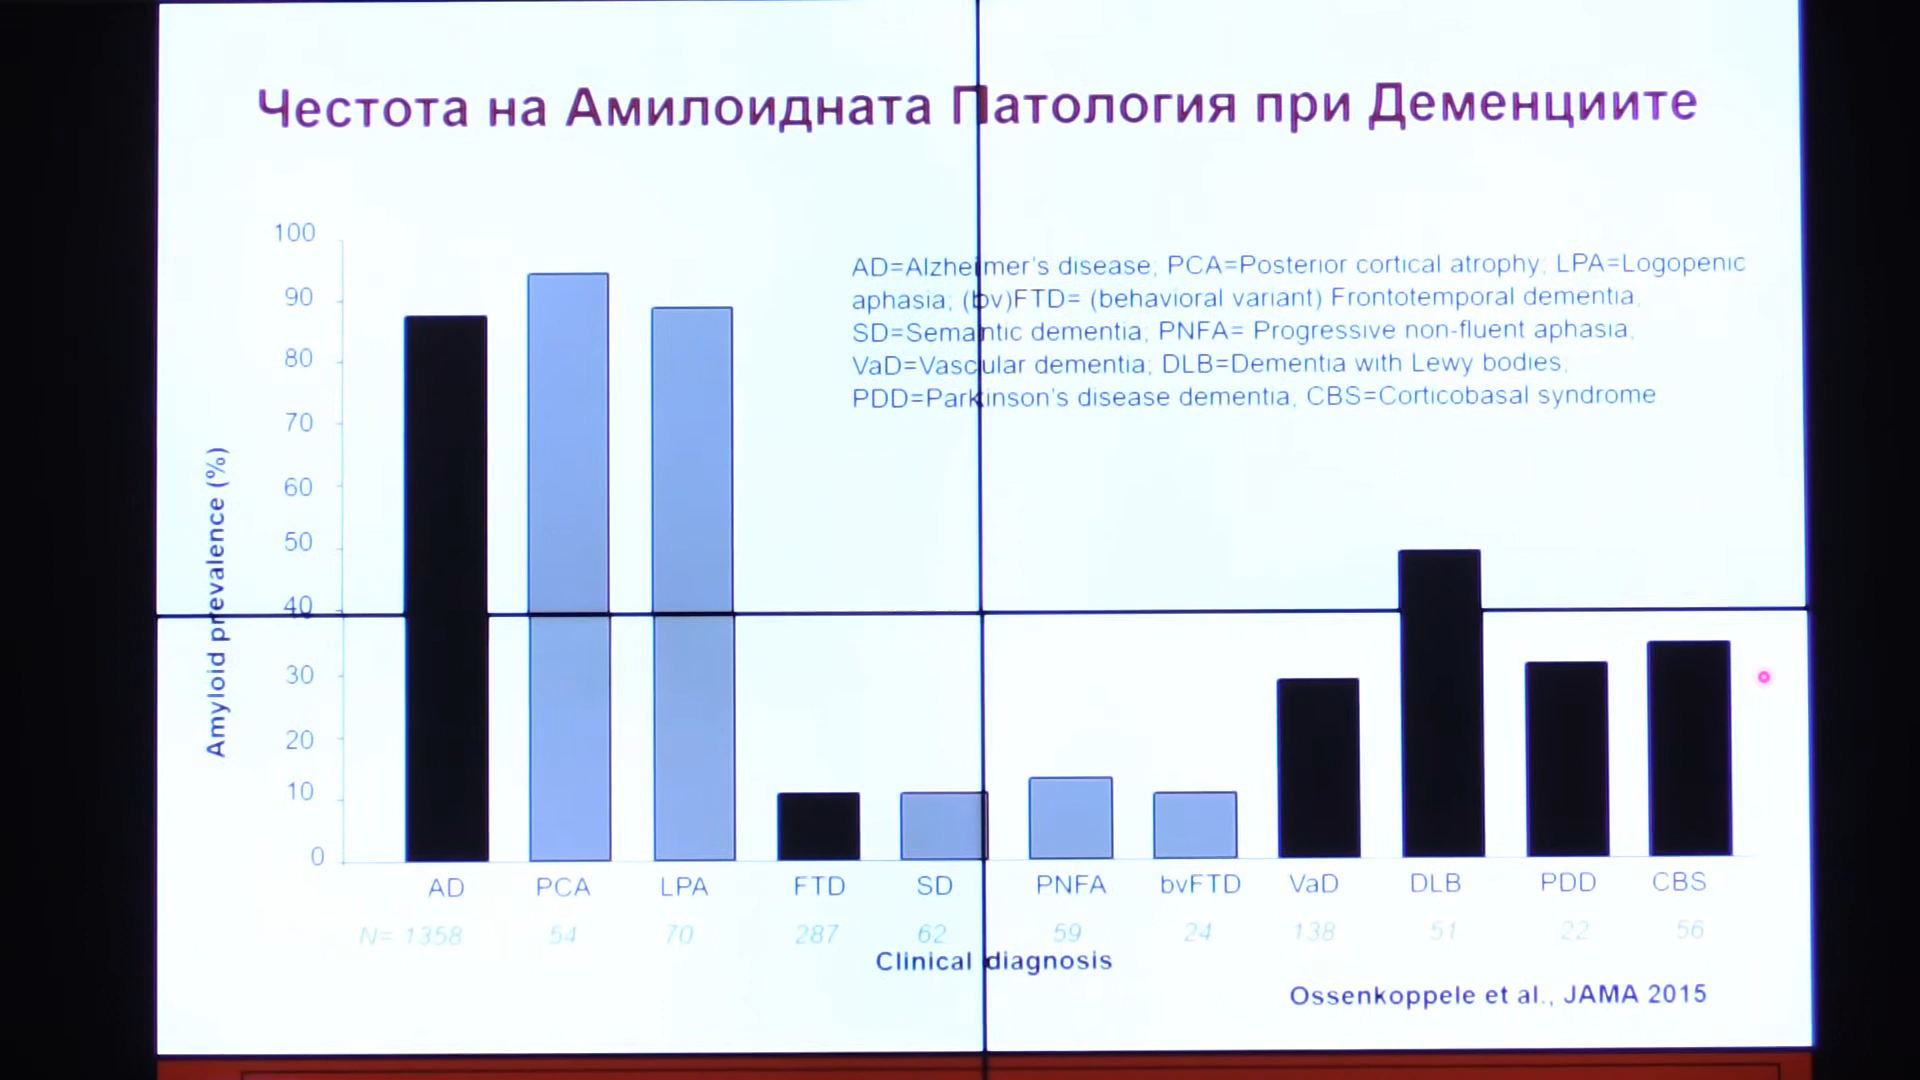 Честота на Амилоидната Патология при Деменциите
100
90
80
70
60
50
40
30
20
10
0
Amyloid prevalence (%)
AD=Alzheimer's disease; PCA=Posterior cortical atrophy; LPA=Logopenic
aphasia; (bv)FTD= (behavioral variant) Frontotemporal dementia;
SD=Semantic dementia; PNFA= Progressive non-fluent aphasia;
VaD=Vascular dementia; DLB=Dementia with Lewy bodies;
PDD=Parkinson's disease dementia; CBS=Corticobasal syndrome
AD PCA LPA FTD SD PNFA bvFTD VaD DLB PDD CBS
N= 1358 54 70 287 62 59 24 138 51 22 56
Clinical diagnosis
Ossenkoppele et al., JAMA 2015